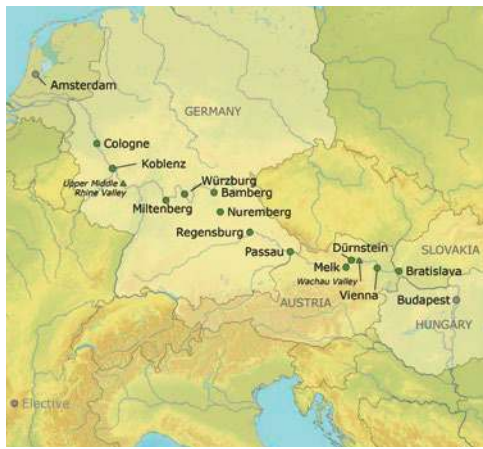 Amsterdam
GERMANY
Cologne
Koblenz
Upper Middle &
Rhine Valley
Würzburg
Bamberg
Miltenberg
Nuremberg
Regensburg
Passau
Dürnstein
SLOVAKIA
Melk
Bratislava
Wachau Valley
Vienna
AUSTRIA
Budapest
HUNGARY
Elective